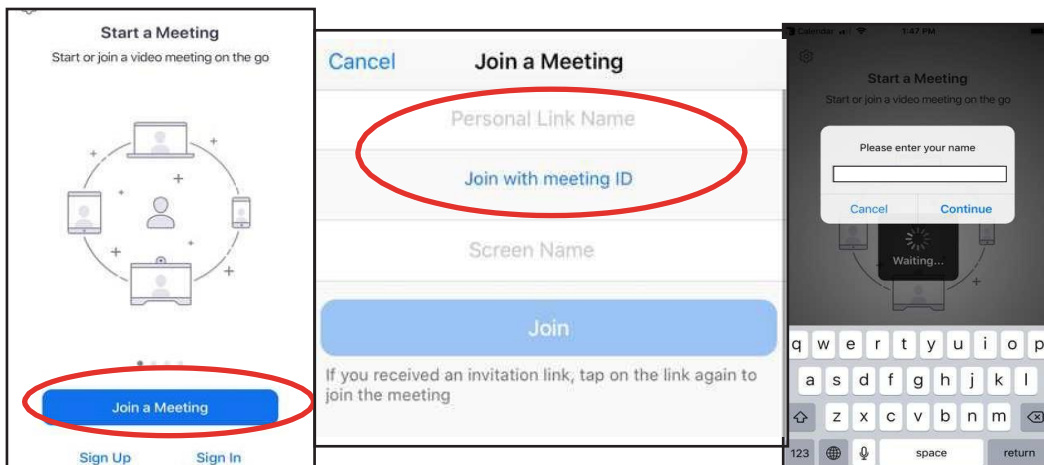 Start a Meeting
Start or join a video meeting on the go
Join a Meeting
Sign Up Sign In
Cancel Join a Meeting
Personal Link Name
Join with meeting ID
Screen Name
Join
If you received an invitation link, tap on the link again to
join the meeting
Calendar 1:47 PM
Start a Meeting
Start or join a video meeting on the go
Please enter your name
Cancel Continue
Waiting...
q w e r t y u i o p
a s d f g h j k l
z x c v b n m
123 space return